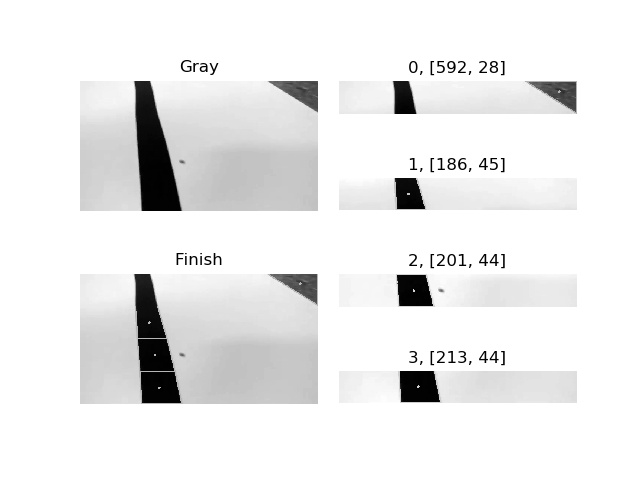 Gray
0, [592, 28]
1, [186, 45]
Finish
2, [201, 44]
3, [213, 44]